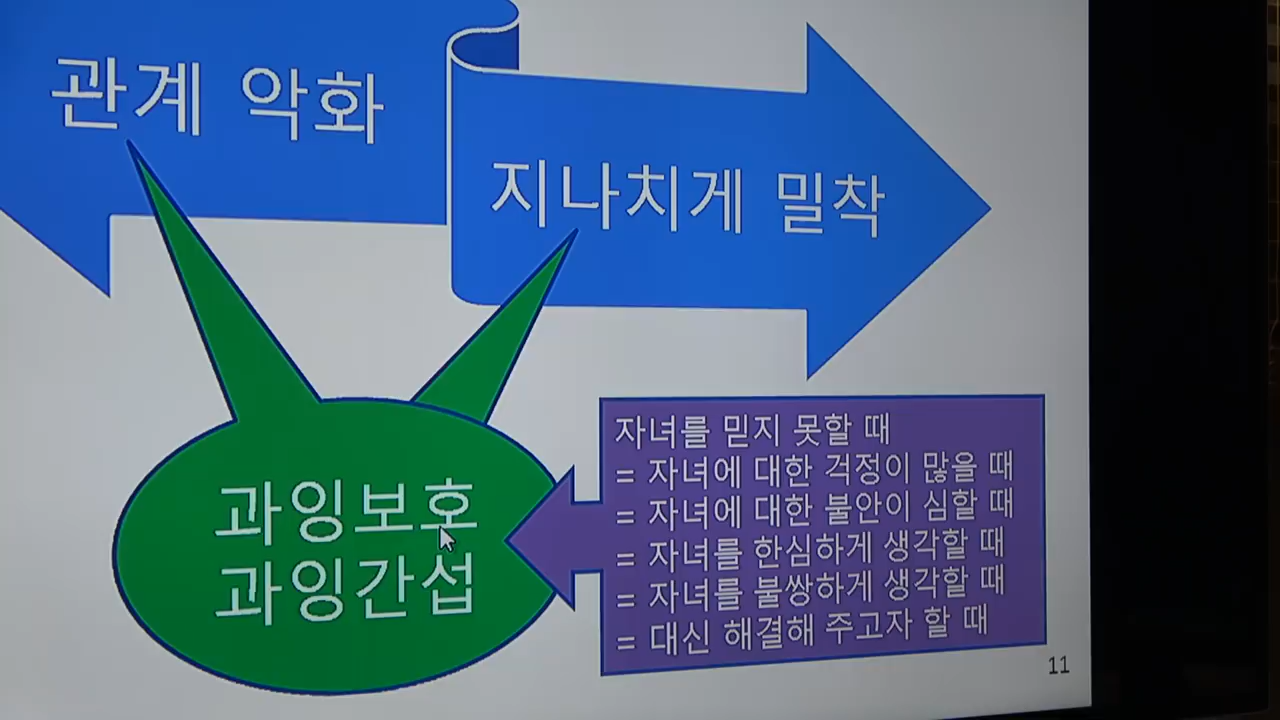 관계 악화
지나치게 밀착
과잉보호
과잉간섭
자녀를 믿지 못할 때
= 자녀에 대한 걱정이 많을 때
= 자녀에 대한 불안이 심할 때
= 자녀를 한심하게 생각할 때
= 자녀를 불쌍하게 생각할 때
= 대신 해결해 주고자 할 때
11